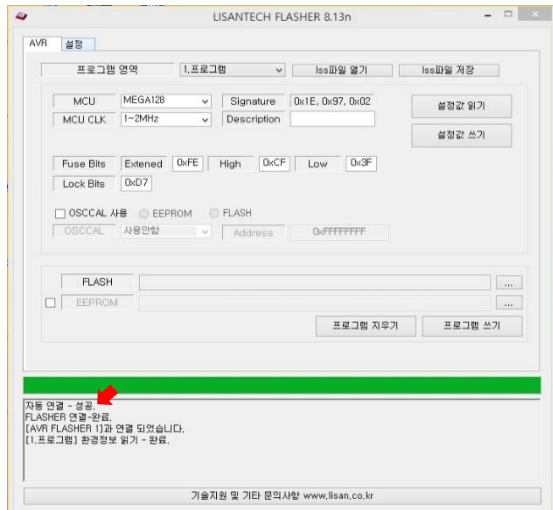 LISANTECH FLASHER 8.13n
AVR 설정
프로그램 영역 1.프로그램 lss파일 열기 lss파일 저장
MCU MEGA128 Signature 0x1E, 0x97, 0x02 설정값 읽기
MCU CLK 1~2MHz Description
설정값 쓰기
Fuse Bits Extened 0xFE High 0xCF Low 0x3F
Lock Bits 0xD7
OSCCAL 사용 EEPROM FLASH
OSCCAL 사용안함 Address 0xFFFFFFFF
FLASH ...
EEPROM ...
프로그램 지우기 프로그램 쓰기
자동 연결 - 성공.
FLASHER 연결-완료.
[AVR FLASHER 1]과 연결 되었습니다.
[1.프로그램] 환경정보 읽기 - 완료.
기술지원 및 기타 문의사항 www.lisan.co.kr